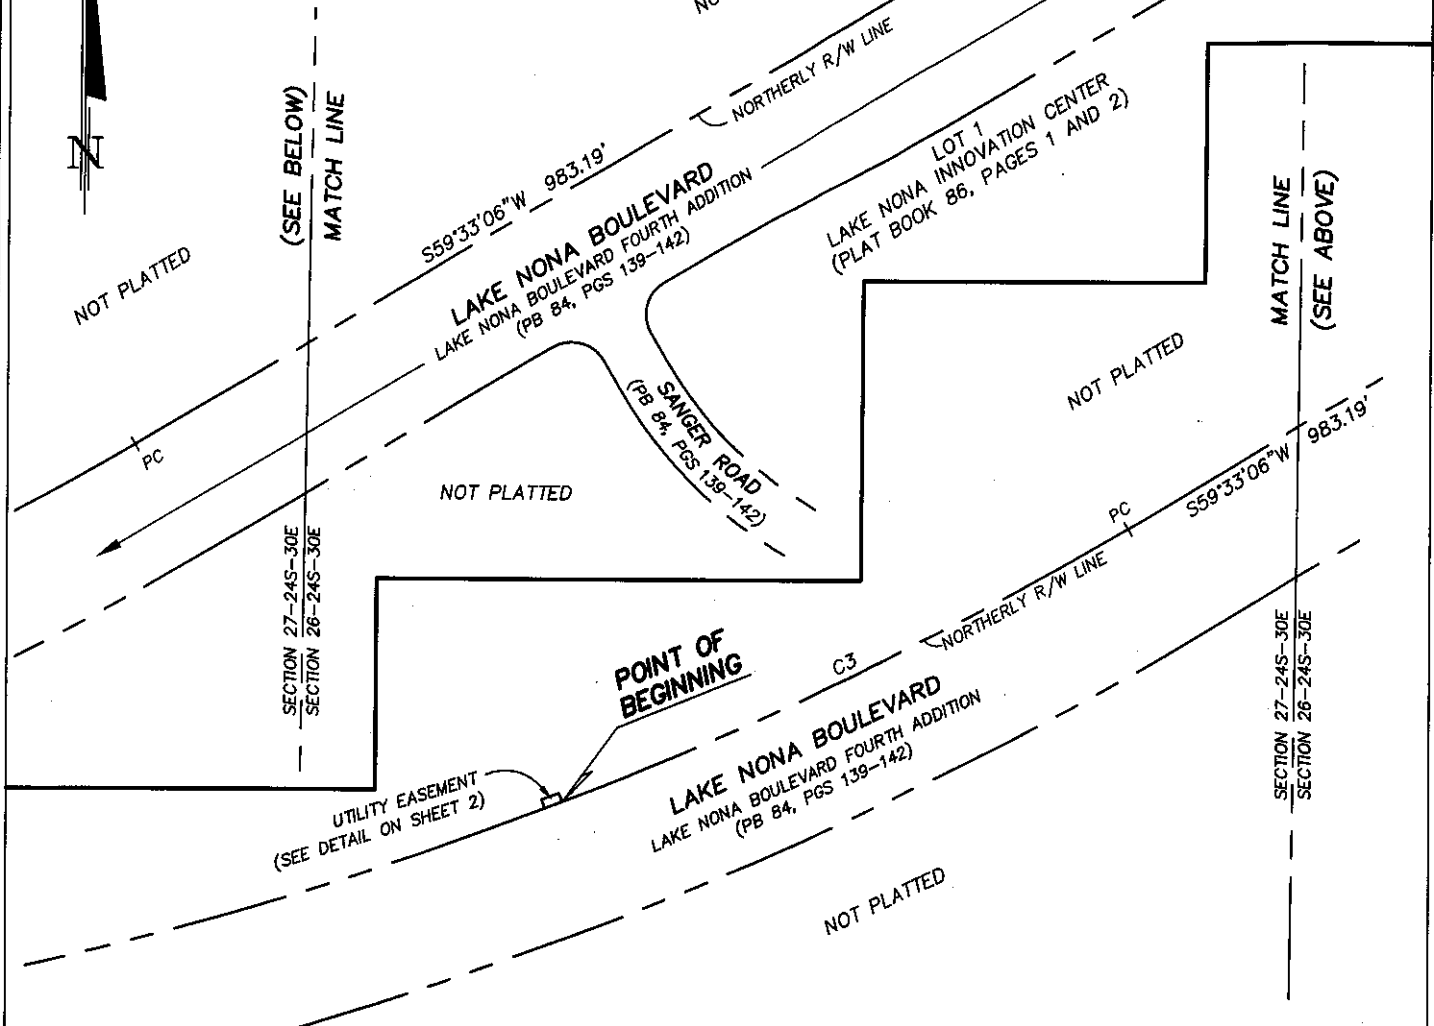 N
NO
(SEE BELOW)
MATCH LINE
NOT PLATTED
S59°33'06"W 983.19'
NORTHERLY R/W LINE
LAKE NONA BOULEVARD
LAKE NONA BOULEVARD FOURTH ADDITION
(PB 84, PGS 139-142)
LOT 1
LAKE NONA INNOVATION CENTER
(PLAT BOOK 86, PAGES 1 AND 2)
PC
SANGER ROAD
(PB 84, PGS 139-142)
NOT PLATTED
SECTION 27-24S-30E
SECTION 26-24S-30E
MATCH LINE
(SEE ABOVE)
NOT PLATTED
S59°33'06"W 983.19'
PC
NORTHERLY R/W LINE
C3
POINT OF
BEGINNING
UTILITY EASEMENT
(SEE DETAIL ON SHEET 2)
LAKE NONA BOULEVARD
LAKE NONA BOULEVARD FOURTH ADDITION
(PB 84, PGS 139-142)
SECTION 27-24S-30E
SECTION 26-24S-30E
NOT PLATTED